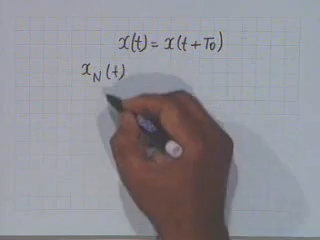 x(t) = x(t + T₀)
x_N(t)